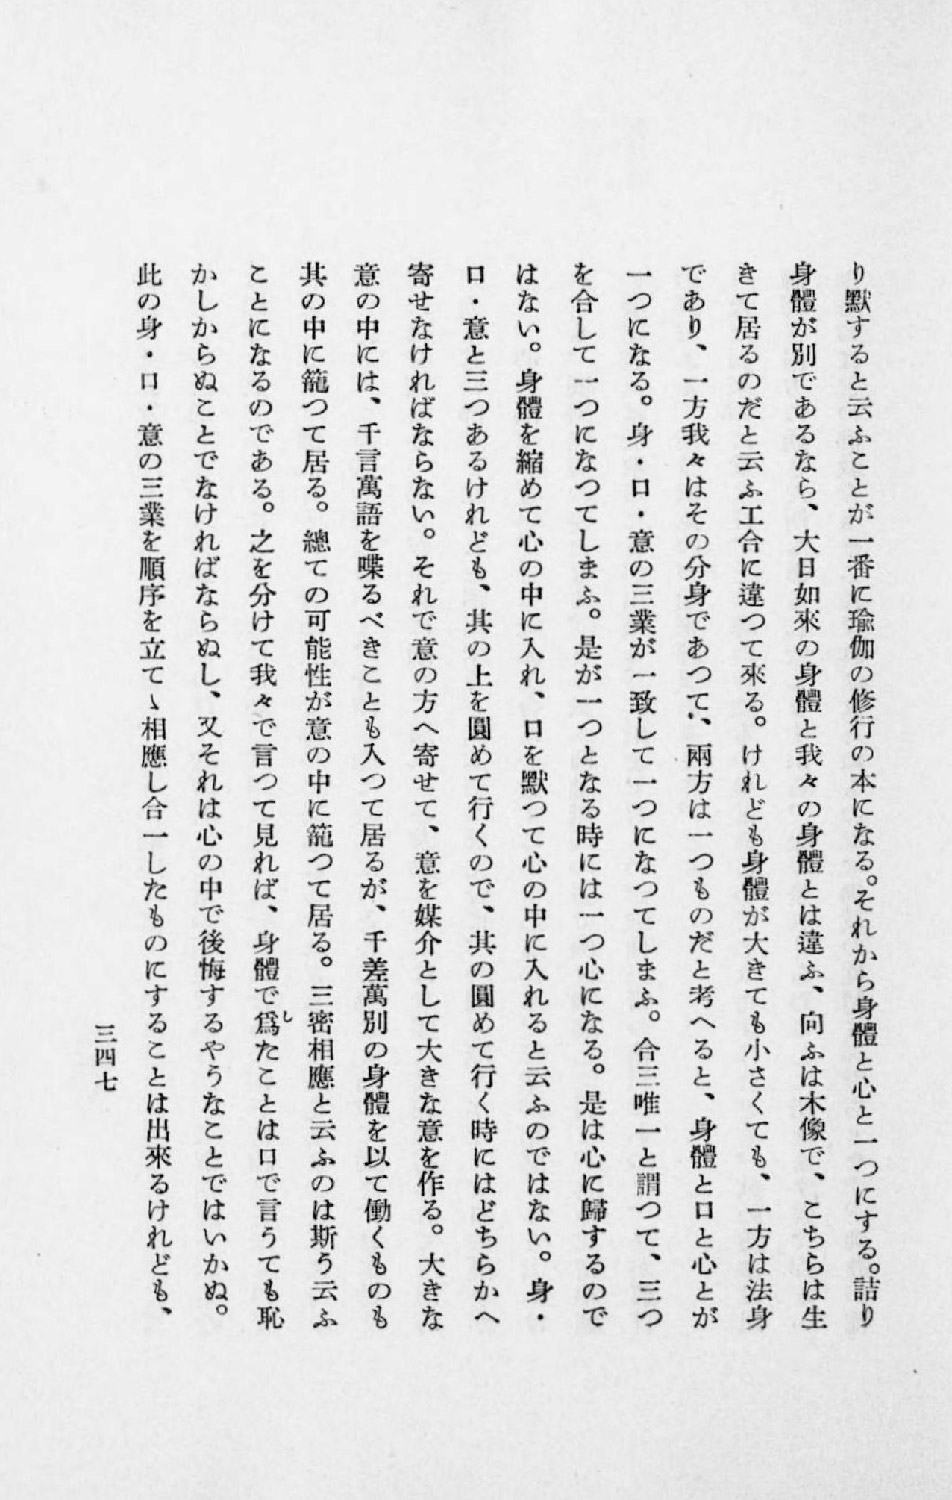 り默すると云ふことが一番に瑜伽の修行の本になる。それから身體と心と一つにする。詰り
身體が別であるなら、大日如來の身體と我々の身體とは違ふ、向ふは木像で、こちらは生
きて居るのだと云ふ工合に違つて來る。けれども身體が大きても小さくても、一方は法身
であり、一方我々はその分身であつて、兩方は一つものだと考へると、身體と口と心とが
一つになる。身・口・意の三業が一致して一つになつてしまふ。合三唯一と謂つて、三つ
を合して一つになつてしまふ。是が一つとなる時には一つ心になる。是は心に歸するので
はない。身體を縮めて心の中に入れ、口を默つて心の中に入れると云ふのではない。身・
口・意と三つあるけれども、其の上を圓めて行くので、其の圓めて行く時にはどちらかへ
寄せなければならない。それで意の方へ寄せて、意を媒介として大きな意を作る。大きな
意の中には、千言萬語を喋るべきことも入つて居るが、千差萬別の身體を以て働くものも
其の中に籠つて居る。總ての可能性が意の中に籠つて居る。三密相應と云ふのは斯う云ふ
ことになるのである。之を分けて我々で言つて見れば、身體で爲たことは口で言うても恥
かしからぬことでなければならぬし、又それは心の中で後悔するやうなことではいかぬ。
此の身・口・意の三業を順序を立てゝ相應し合一したものにすることは出來るけれども、
三四七